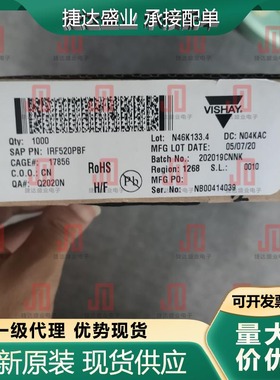 捷达盛业 承接配单
VISHAY
Qty: 1000
Lot: N46K133.4 DC: N04KAC
SAP PN: IRF520PBF
MFG LOT DATE: 05/07/20
CAGE#: 17856
Batch No: 202019CNNK
C.O.O: CN
RoHS
Region: 1268 S.L: 0010
QA#: Q2020N
H/F
MFG PO:
Ser. No: N800414039
一级代理 优势现货
全新原装 现货供应
可开发票
量大价优